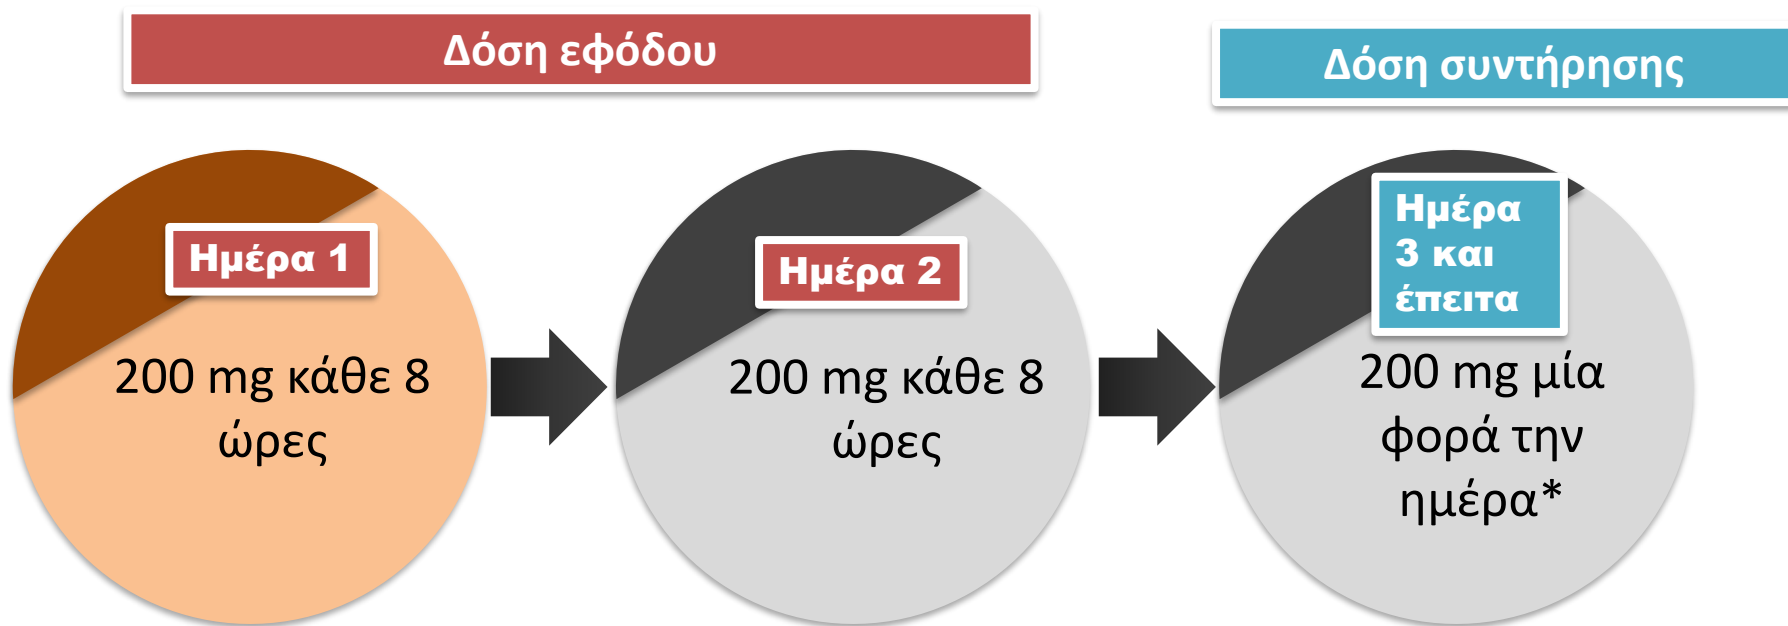 Δόση εφόδου
Δόση συντήρησης
Ημέρα 1
200 mg κάθε 8
ώρες
Ημέρα 2
200 mg κάθε 8
ώρες
Ημέρα
3 και
έπειτα
200 mg μία
φορά την
ημέρα*